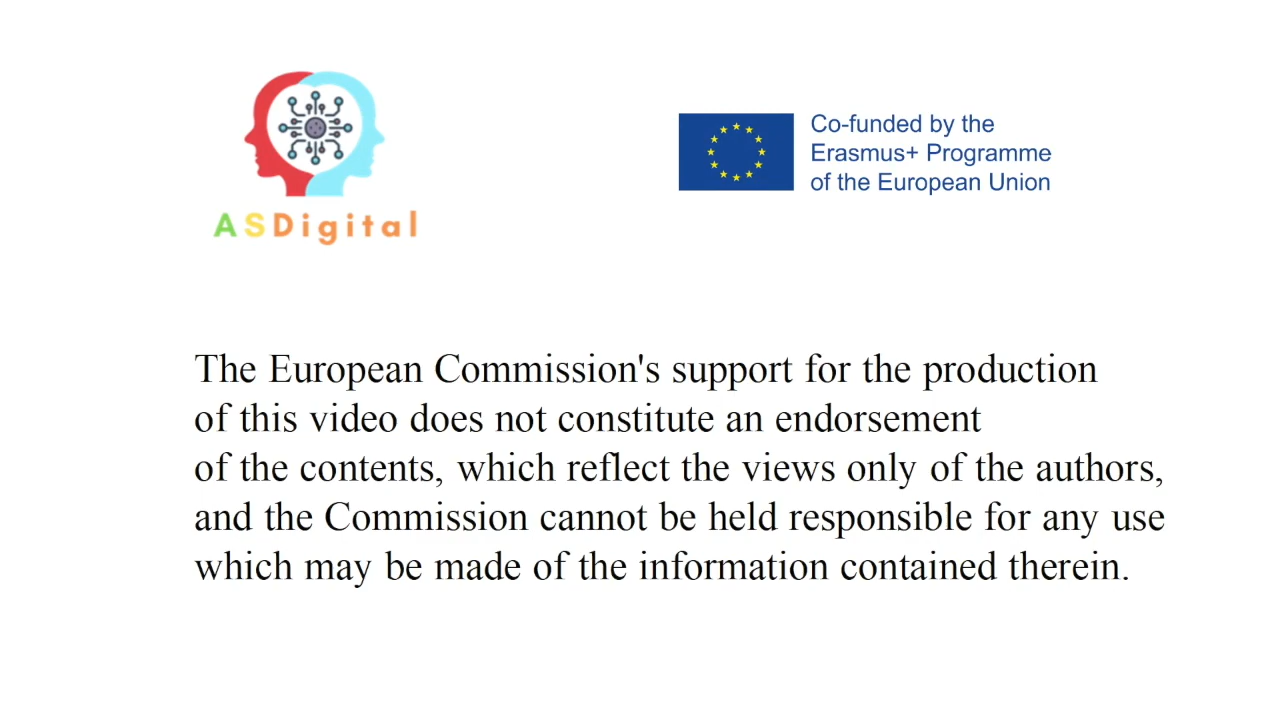 ASDigital
Co-funded by the
Erasmus+ Programme
of the European Union
The European Commission's support for the production
of this video does not constitute an endorsement
of the contents, which reflect the views only of the authors,
and the Commission cannot be held responsible for any use
which may be made of the information contained therein.